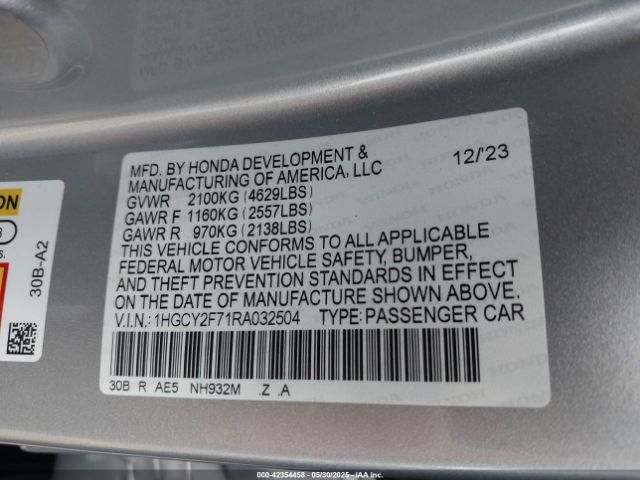 MFD. BY HONDA DEVELOPMENT &
MANUFACTURING OF AMERICA, LLC
12/'23
GVWR 2100KG (4629LBS)
GAWR F 1160KG (2557LBS)
GAWR R 970KG (2138LBS)
THIS VEHICLE CONFORMS TO ALL APPLICABLE
FEDERAL MOTOR VEHICLE SAFETY, BUMPER,
AND THEFT PREVENTION STANDARDS IN EFFECT
ON THE DATE OF MANUFACTURE SHOWN ABOVE.
V.I.N.: 1HGCY2F71RA032504 TYPE: PASSENGER CAR
30B R AE5 NH932M .Z .A
30B-A2
© IAA 000-42354458 - 05/30/2025 - IAAI.COM